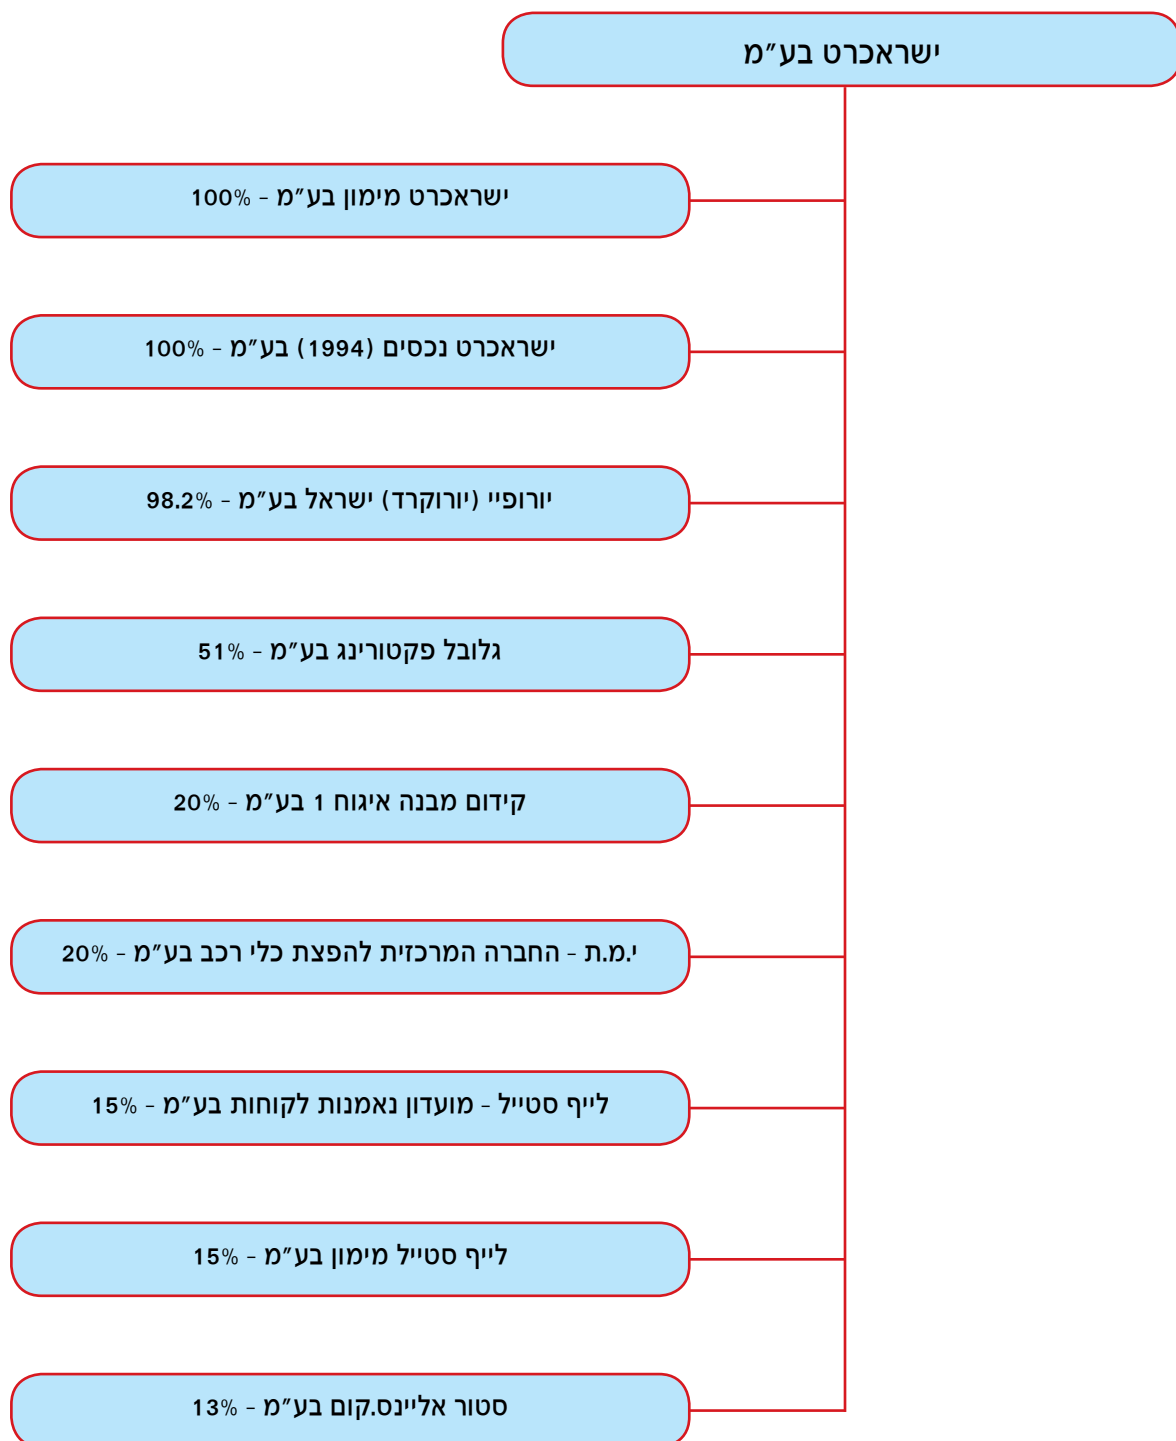 ישראכרט בע״מ
ישראכרט מימון בע״מ - 100%
ישראכרט נכסים (1994) בע״מ - 100%
יורופיי (יורוקרד) ישראל בע״מ - 98.2%
גלובל פקטורינג בע״מ - 51%
קידום מבנה איגוח 1 בע״מ - 20%
י.מ.ת - החברה המרכזית להפצת כלי רכב בע״מ - 20%
לייף סטייל - מועדון נאמנות לקוחות בע״מ - 15%
לייף סטייל מימון בע״מ - 15%
סטור אליינס.קום בע״מ - 13%